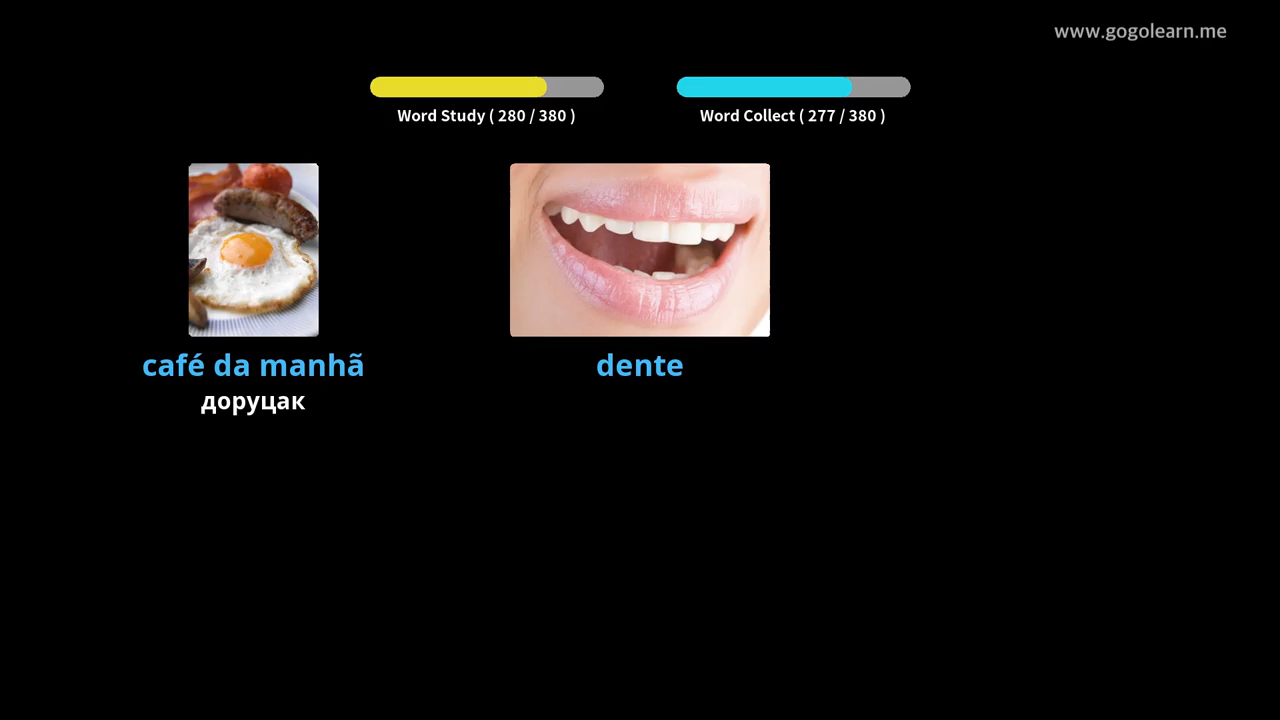 www.gogolearn.me
Word Study ( 280 / 380 )
Word Collect ( 277 / 380 )
café da manhã
доруцак
dente